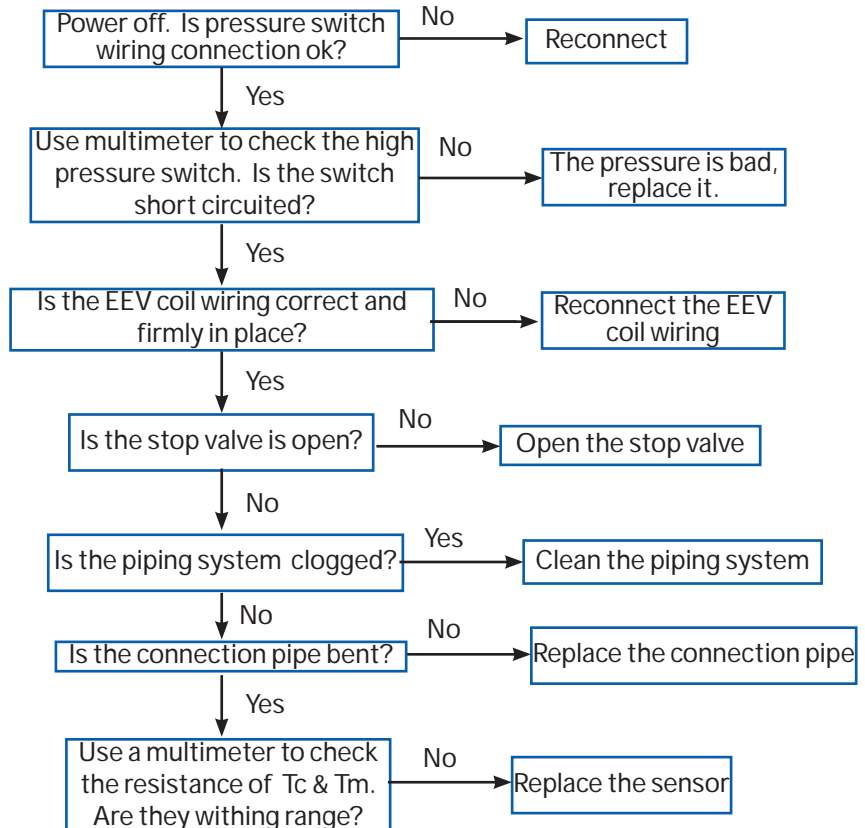 Power off. Is pressure switch
wiring connection ok?
No
Reconnect
Yes
Use multimeter to check the high
pressure switch. Is the switch
short circuited?
No
The pressure is bad,
replace it.
Yes
Is the EEV coil wiring correct and
firmly in place?
No
Reconnect the EEV
coil wiring
Yes
Is the stop valve is open?
No
Open the stop valve
No
Is the piping system clogged?
Yes
Clean the piping system
No
Is the connection pipe bent?
No
Replace the connection pipe
Yes
Use a multimeter to check
the resistance of Tc & Tm.
Are they withing range?
No
Replace the sensor